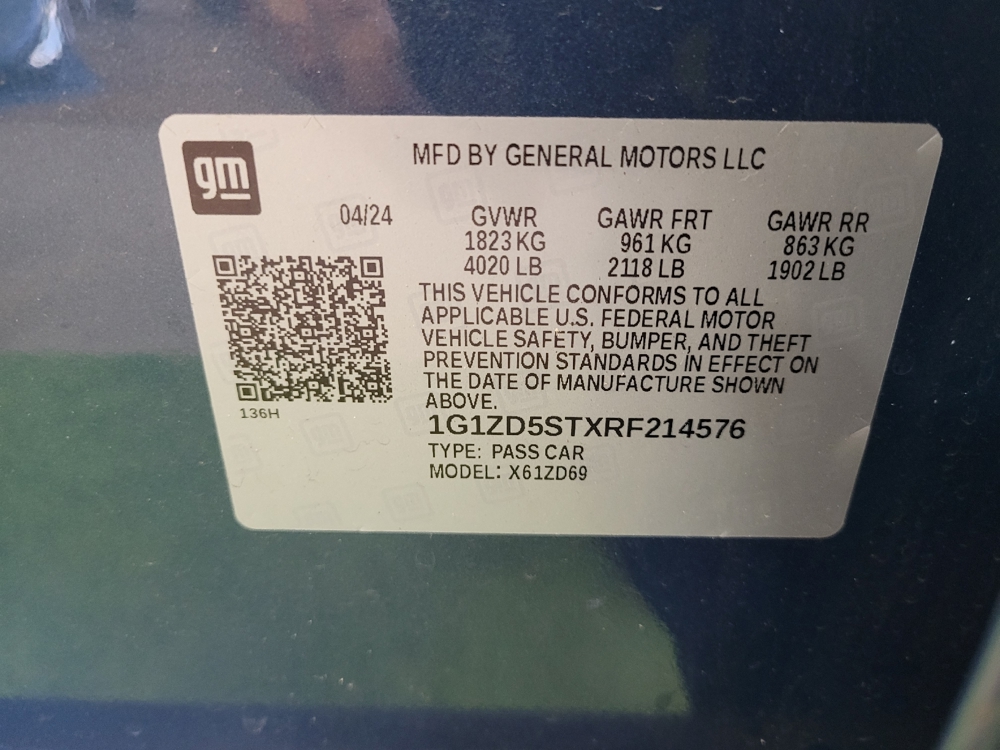 gm
MFD BY GENERAL MOTORS LLC
04/24 GVWR GAWR FRT GAWR RR
1823 KG 961 KG 863 KG
4020 LB 2118 LB 1902 LB
THIS VEHICLE CONFORMS TO ALL
APPLICABLE U.S. FEDERAL MOTOR
VEHICLE SAFETY, BUMPER, AND THEFT
PREVENTION STANDARDS IN EFFECT ON
THE DATE OF MANUFACTURE SHOWN
ABOVE.
136H
1G1ZD5STXRF214576
TYPE: PASS CAR
MODEL: X61ZD69